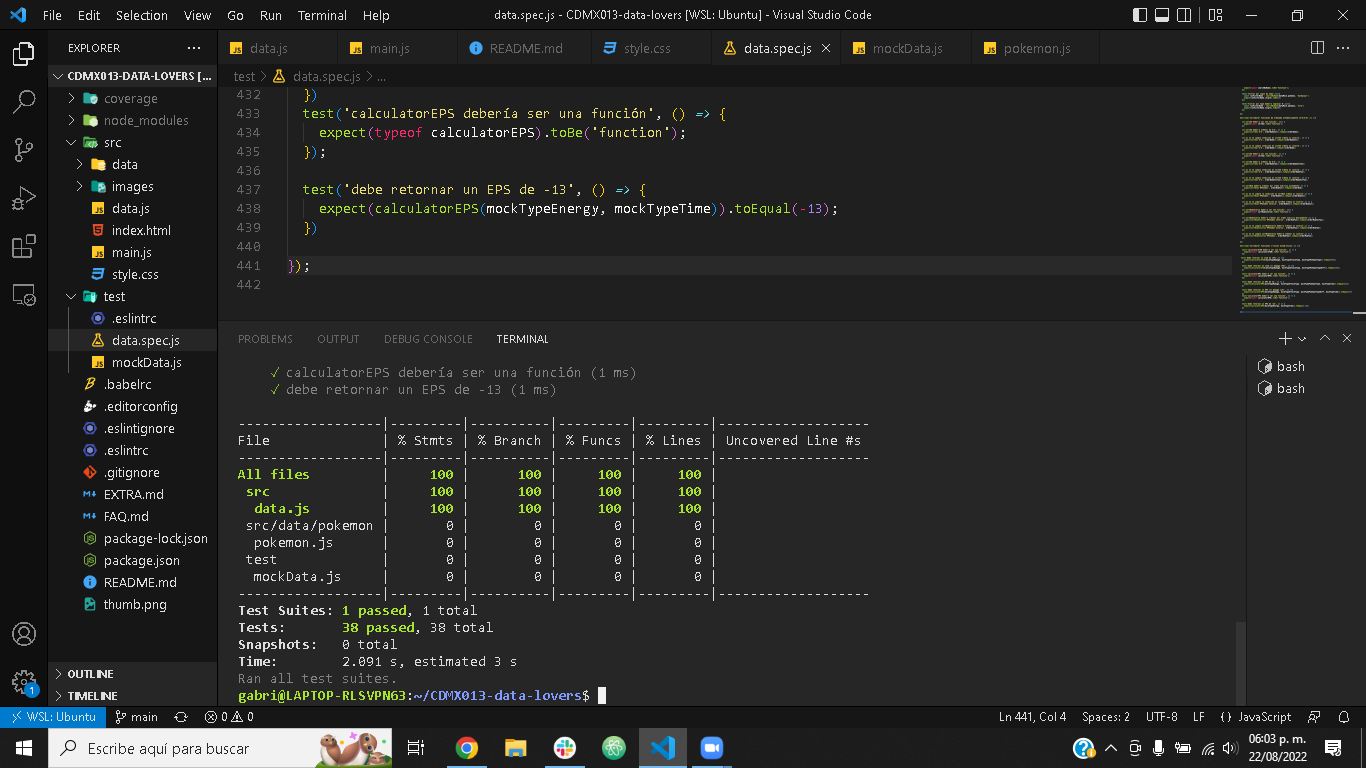 File Edit Selection View Go Run Terminal Help data.spec.js - CDMX013-data-lovers [WSL: Ubuntu] - Visual Studio Code
EXPLORER ...
data.js main.js README.md style.css data.spec.js mockData.js pokemon.js
CDMX013-DATA-LOVERS [...
coverage
node_modules
src
data
images
data.js
index.html
main.js
style.css
test
.eslintrc
data.spec.js
mockData.js
.babelrc
.editorconfig
.eslintignore
.eslintrc
.gitignore
EXTRA.md
FAQ.md
package-lock.json
package.json
README.md
thumb.png
OUTLINE
TIMELINE
test > data.spec.js > ...
432 })
433 test('calculatorEPS debería ser una función', () => {
434 expect(typeof calculatorEPS).toBe('function');
435 });
436
437 test('debe retornar un EPS de -13', () => {
438 expect(calculatorEPS(mockTypeEnergy, mockTypeTime)).toEqual(-13);
439 })
440
441 });
442
PROBLEMS OUTPUT DEBUG CONSOLE TERMINAL
bash
bash
✓ calculatorEPS debería ser una función (1 ms)
✓ debe retornar un EPS de -13 (1 ms)
------------------|---------|----------|---------|---------|-------------------
File | % Stmts | % Branch | % Funcs | % Lines | Uncovered Line #s
------------------|---------|----------|---------|---------|-------------------
All files | 100 | 100 | 100 | 100 |
src | 100 | 100 | 100 | 100 |
data.js | 100 | 100 | 100 | 100 |
src/data/pokemon | 0 | 0 | 0 | 0 |
pokemon.js | 0 | 0 | 0 | 0 |
test | 0 | 0 | 0 | 0 |
mockData.js | 0 | 0 | 0 | 0 |
------------------|---------|----------|---------|---------|-------------------
Test Suites: 1 passed, 1 total
Tests: 38 passed, 38 total
Snapshots: 0 total
Time: 2.091 s, estimated 3 s
Ran all test suites.
gabri@LAPTOP-RLSVPN63:~/CDMX013-data-lovers$
1
WSL: Ubuntu main 0 0 Ln 441, Col 4 Spaces: 2 UTF-8 LF {} JavaScript
Escribe aquí para buscar
06:03 p. m.
22/08/2022